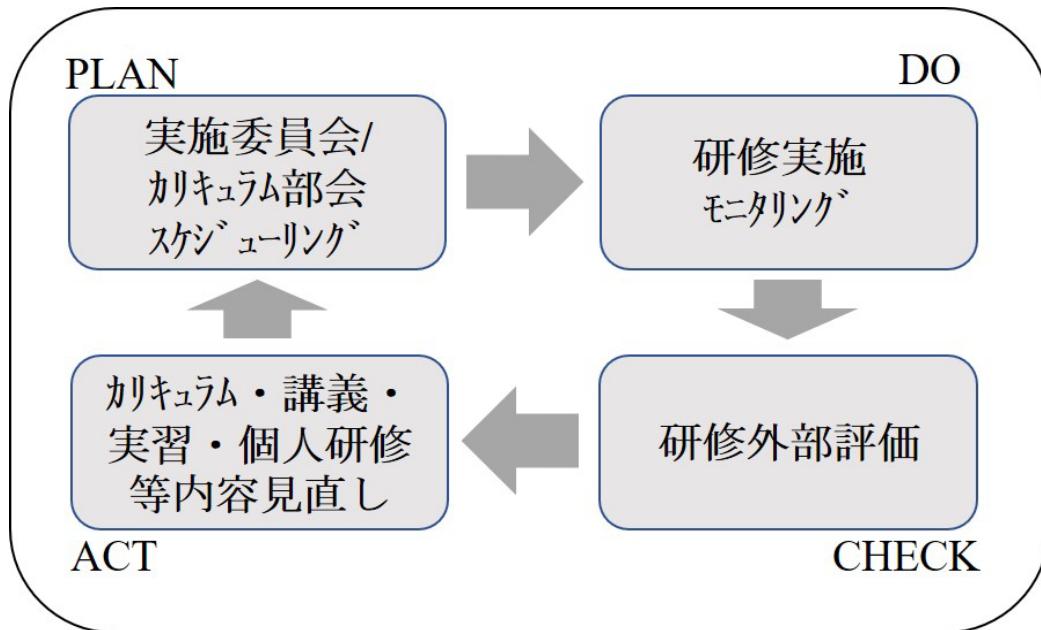 PLAN
実施委員会/
ｶﾘｷｭﾗﾑ部会
ｽｹｼﾞｭｰﾘﾝｸﾞ
DO
研修実施
ﾓﾆﾀﾘﾝｸﾞ
ｶﾘｷｭﾗﾑ・講義・
実習・個人研修
等内容見直し
ACT
研修外部評価
CHECK